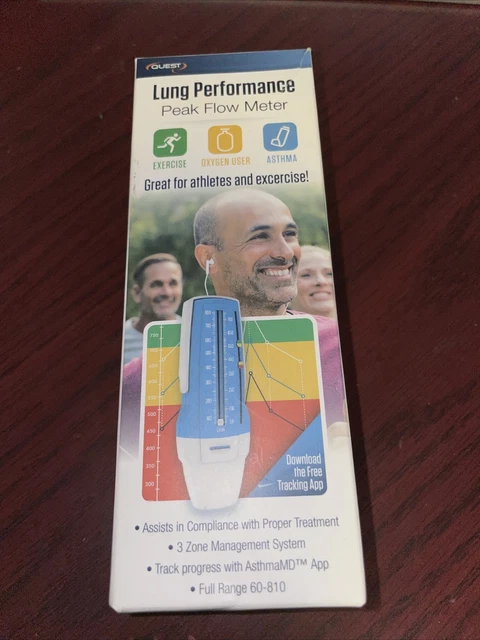 QUEST
Lung Performance
Peak Flow Meter
EXERCISE
OXYGEN USER
ASTHMA
Great for athletes and excercise!
Download
the Free
Tracking App
• Assists in Compliance with Proper Treatment
• 3 Zone Management System
• Track progress with AsthmaMD™ App
• Full Range 60-810